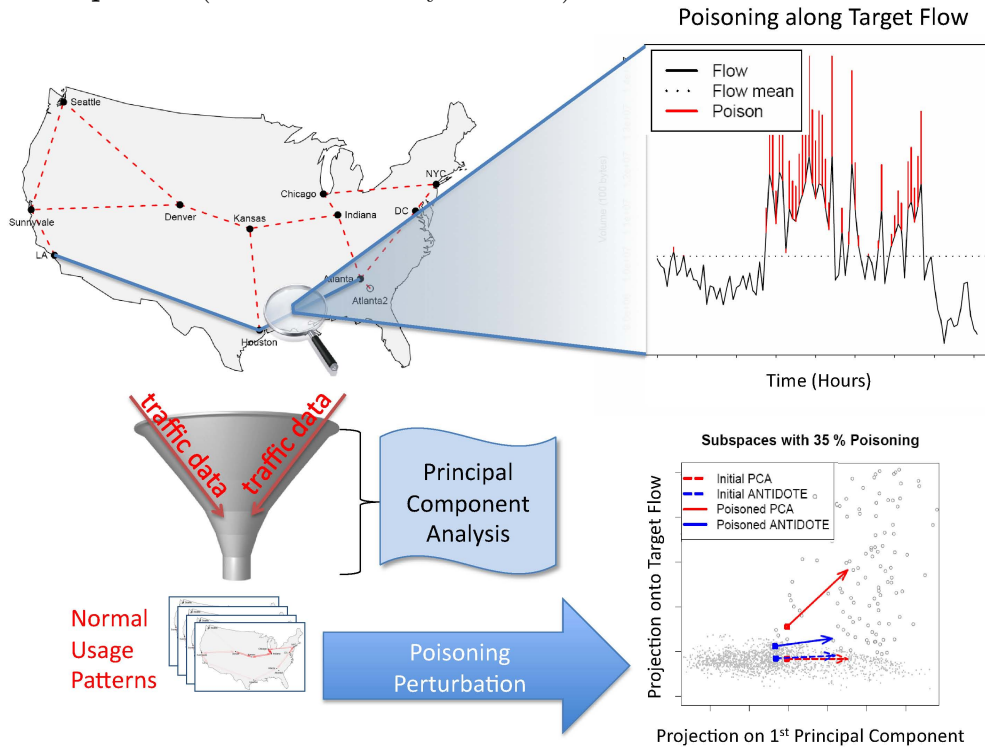 Poisoning along Target Flow
Flow
Flow mean
Poison
Seattle
NYC
Chicago
Denver
Kansas
Indiana
DC
Sunnyvale
LA
Atlanta
Atlanta2
Houston
Time (Hours)
traffic data
traffic data
Principal
Component
Analysis
Normal
Usage
Patterns
Poisoning
Perturbation
Subspaces with 35 % Poisoning
Initial PCA
Initial ANTIDOTE
Poisoned PCA
Poisoned ANTIDOTE
Projection onto Target Flow
Projection on 1st Principal Component